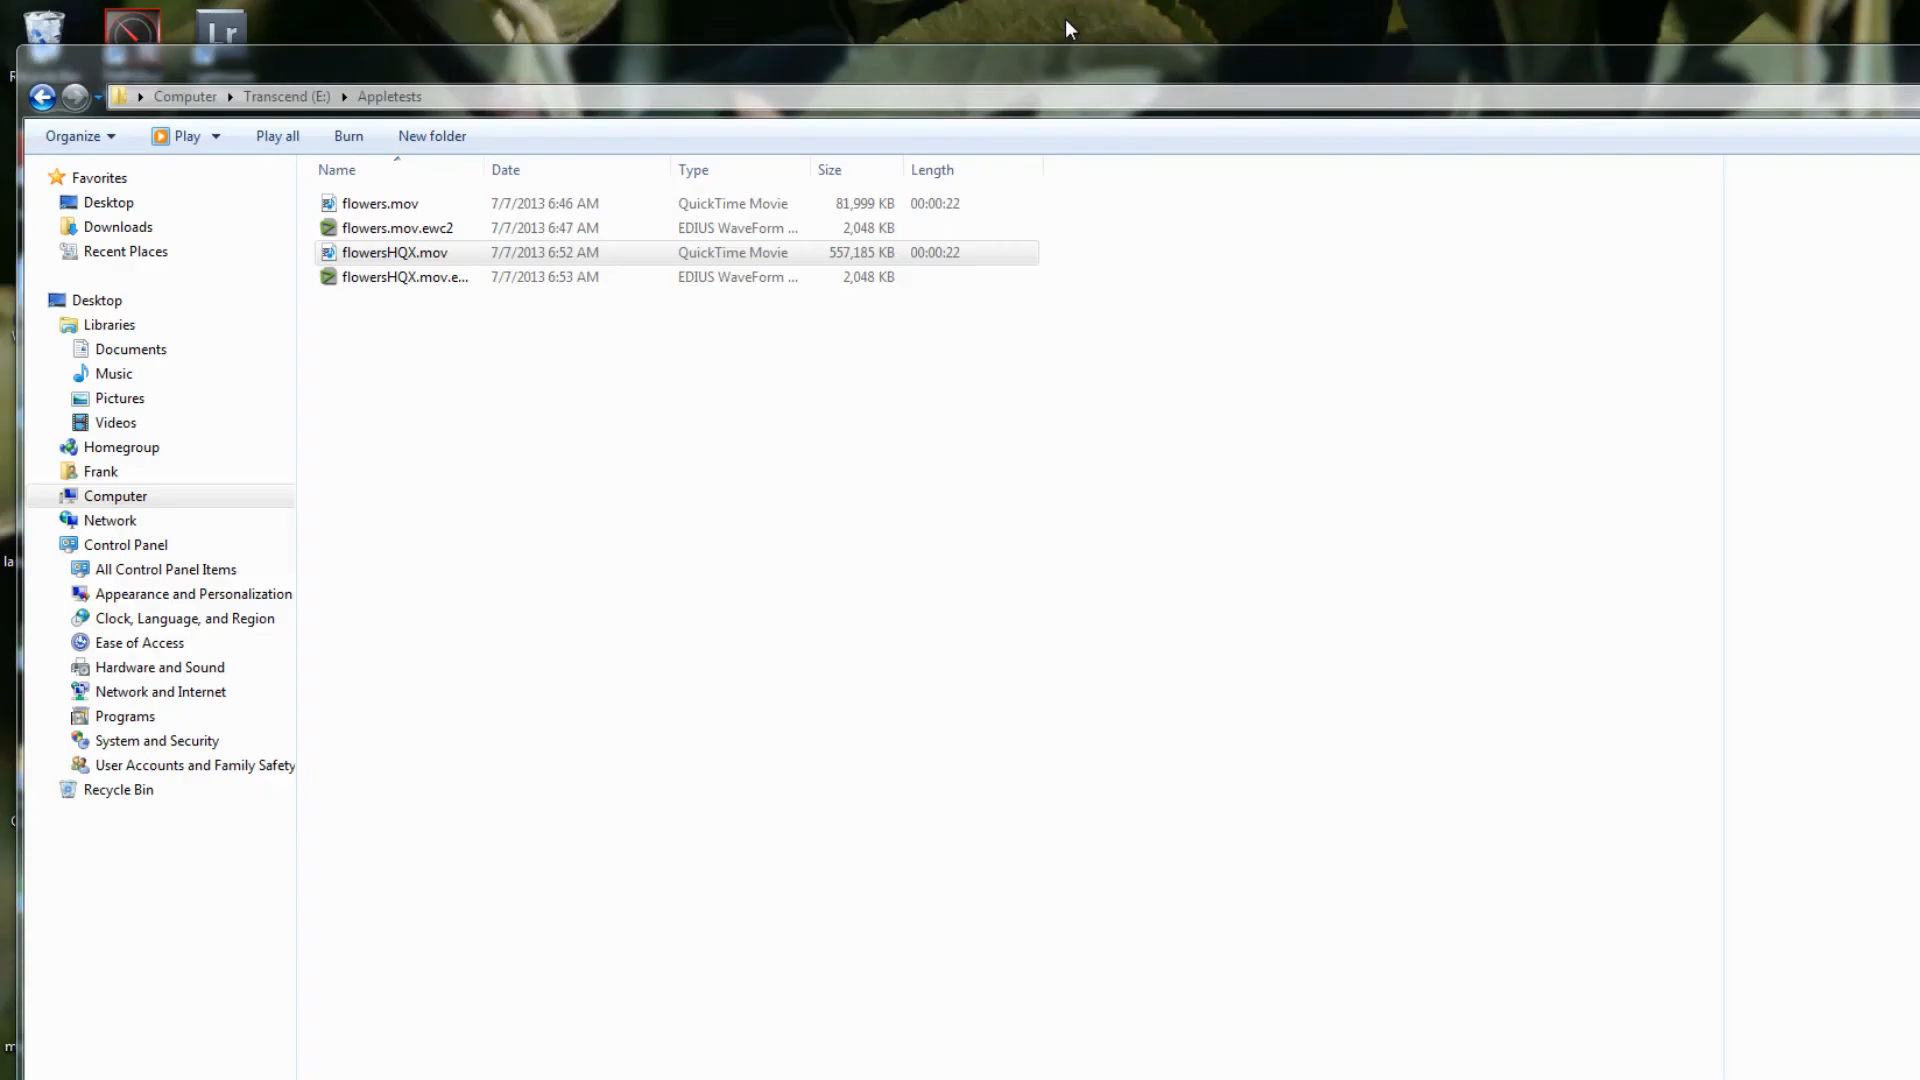 Lr
Computer Transcend (E:) Appletests
Organize Play Play all Burn New folder
Name Date Type Size Length
flowers.mov 7/7/2013 6:46 AM QuickTime Movie 81,999 KB 00:00:22
flowers.mov.ewc2 7/7/2013 6:47 AM EDIUS WaveForm ... 2,048 KB
flowersHQX.mov 7/7/2013 6:52 AM QuickTime Movie 557,185 KB 00:00:22
flowersHQX.mov.e... 7/7/2013 6:53 AM EDIUS WaveForm ... 2,048 KB
Favorites
Desktop
Downloads
Recent Places
Desktop
Libraries
Documents
Music
Pictures
Videos
Homegroup
Frank
Computer
Network
Control Panel
All Control Panel Items
Appearance and Personalization
Clock, Language, and Region
Ease of Access
Hardware and Sound
Network and Internet
Programs
System and Security
User Accounts and Family Safety
Recycle Bin